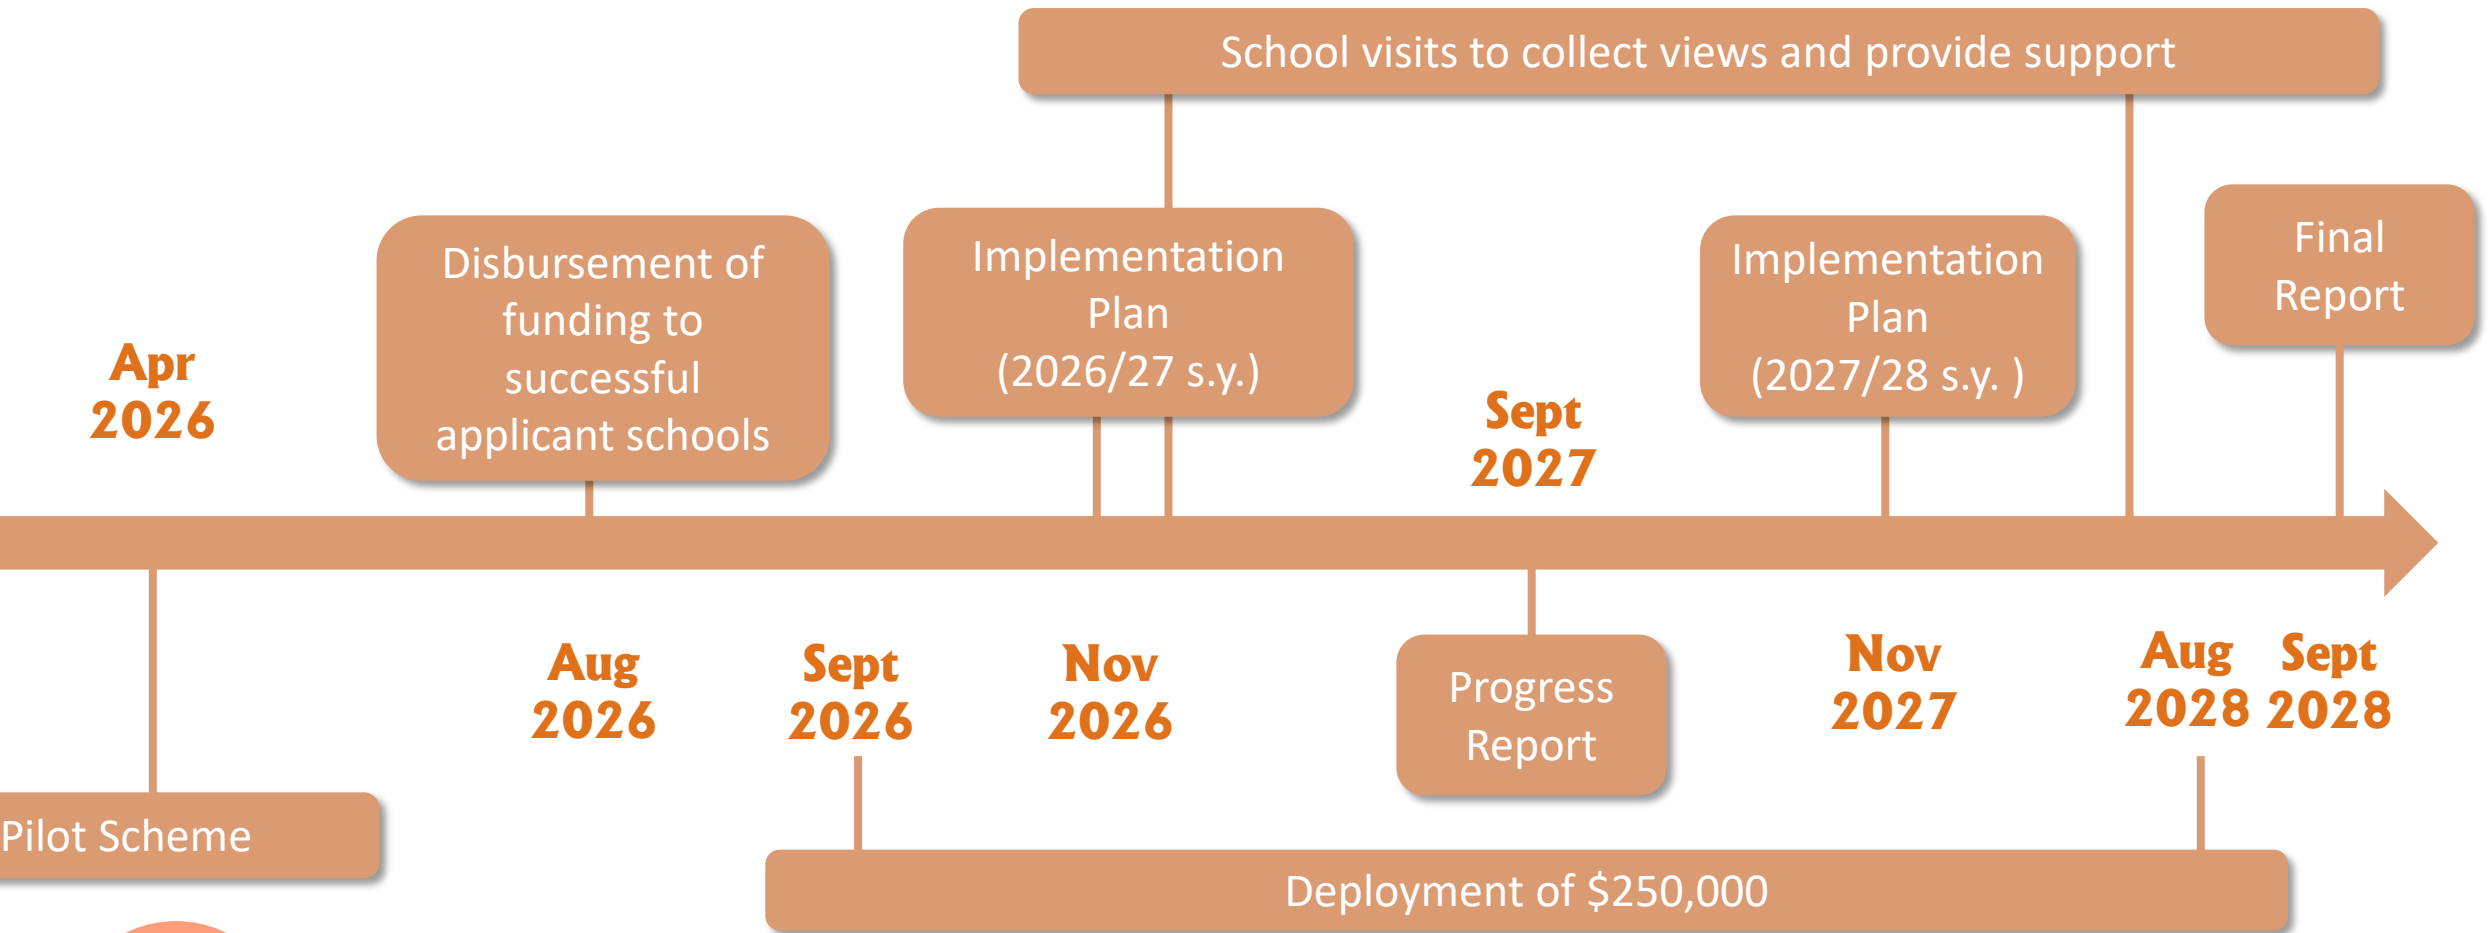 School visits to collect views and provide support
Disbursement of
funding to
successful
applicant schools
Implementation
Plan
(2026/27 s.y.)
Implementation
Plan
(2027/28 s.y. )
Final
Report
Apr
2026
Sept
2027
Aug
2026
Sept
2026
Nov
2026
Progress
Report
Nov
2027
Aug
2028
Sept
2028
Pilot Scheme
Deployment of $250,000